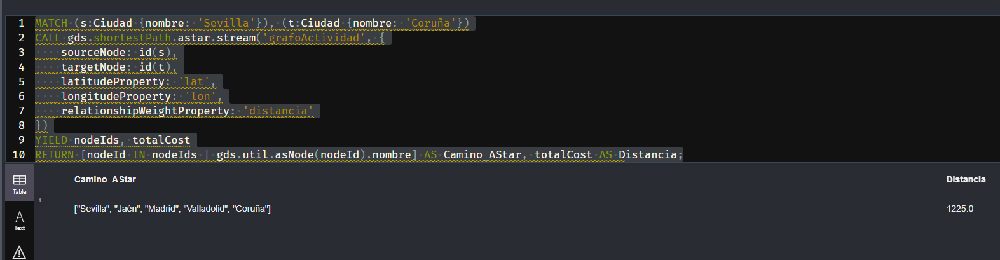 1 MATCH (s:Ciudad {nombre: 'Sevilla'}), (t:Ciudad {nombre: 'Coruña'})
2 CALL gds.shortestPath.astar.stream('grafoActividad', {
3     sourceNode: id(s),
4     targetNode: id(t),
5     latitudeProperty: 'lat',
6     longitudeProperty: 'lon',
7     relationshipWeightProperty: 'distancia'
8 })
9 YIELD nodeIds, totalCost
10 RETURN [nodeId IN nodeIds | gds.util.asNode(nodeId).nombre] AS Camino_AStar, totalCost AS Distancia;
Table
Camino_AStar Distancia
1
["Sevilla", "Jaén", "Madrid", "Valladolid", "Coruña"] 1225.0
A
Text